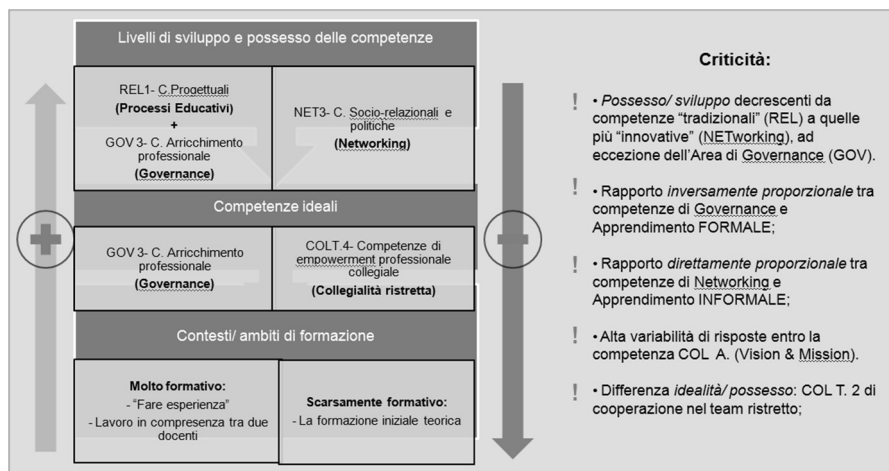 Livelli di sviluppo e possesso delle competenze
REL1- C.Progettuali
(Processi Educativi)
+
GOV 3- C. Arricchimento
professionale
(Governance)
NET3- C. Socio-relazionali e
politiche
(Networking)
Competenze ideali
GOV 3- C. Arricchimento
professionale
(Governance)
COLT.4- Competenze di
empowerment professionale
collegiale
(Collegialità ristretta)
Contesti/ ambiti di formazione
Molto formativo:
- "Fare esperienza"
- Lavoro in compresenza tra due
docenti
Scarsamente formativo:
- La formazione iniziale teorica
Criticità:
! • Possesso/ sviluppo decrescenti da
competenze "tradizionali" (REL) a quelle
più "innovative" (NETworking), ad
eccezione dell'Area di Governance (GOV).
! • Rapporto inversamente proporzionale tra
competenze di Governance e
Apprendimento FORMALE;
! • Rapporto direttamente proporzionale tra
competenze di Networking e
Apprendimento INFORMALE;
! • Alta variabilità di risposte entro la
competenza COL A. (Vision & Mission).
! • Differenza idealità/ possesso: COL T. 2 di
cooperazione nel team ristretto;